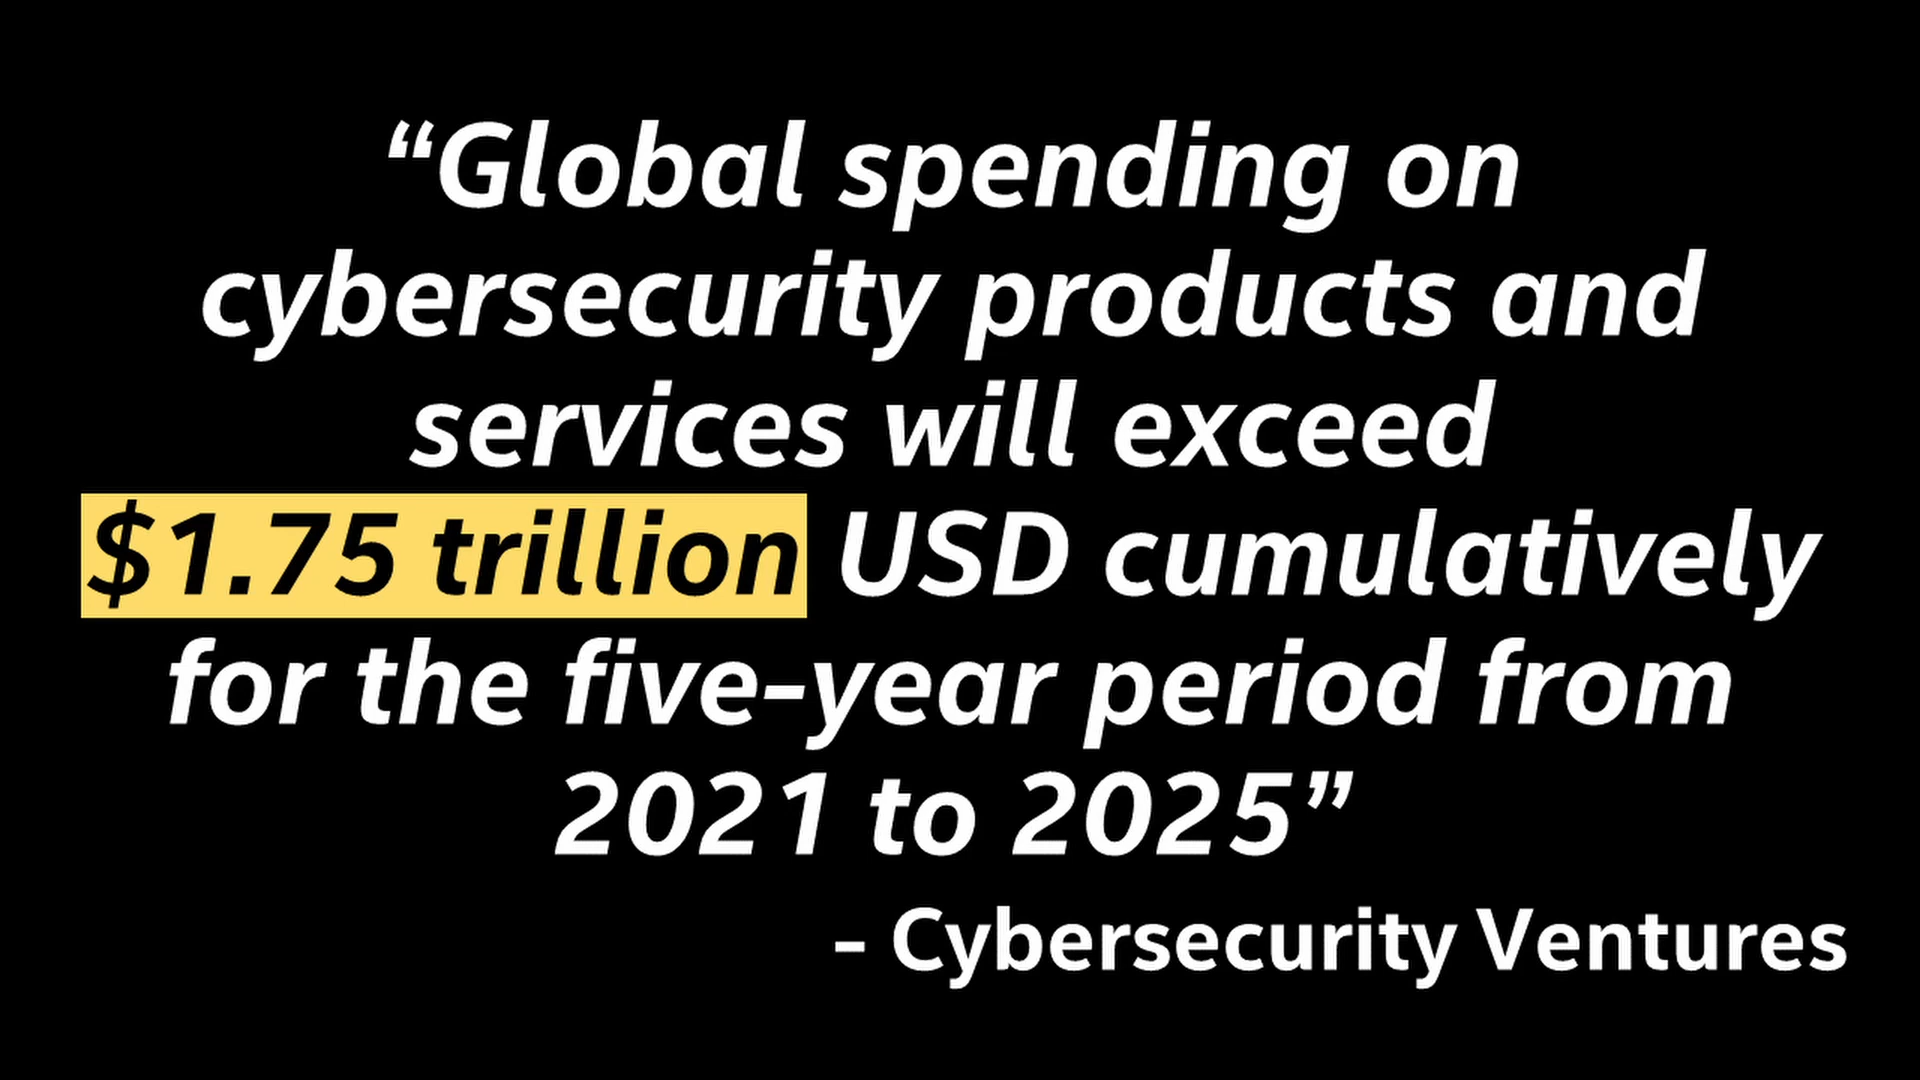 “Global spending on
cybersecurity products and
services will exceed
$1.75 trillion USD cumulatively
for the five-year period from
2021 to 2025”
- Cybersecurity Ventures